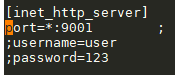 [inet_http_server]
port=*:9001          ;
;username=user
;password=123